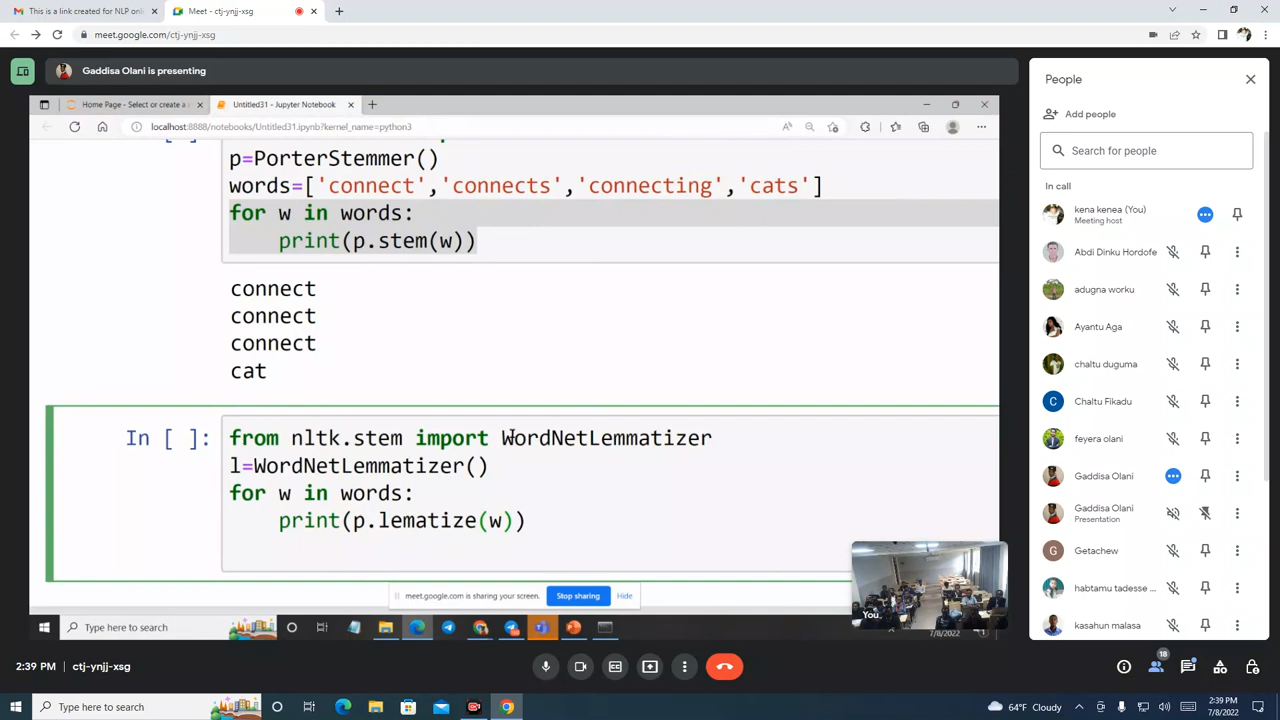 This is a link created for NLP onli
Meet - ctj-ynjj-xsg
meet.google.com/ctj-ynjj-xsg
Gaddisa Olani is presenting
Home Page - Select or create a
Untitled31 - Jupyter Notebook
localhost:8888/notebooks/Untitled31.ipynb?kernel_name=python3
p=PorterStemmer()
words=['connect','connects','connecting','cats']
for w in words:
print(p.stem(w))
connect
connect
connect
cat
In [ ]:
from nltk.stem import WordNetLemmatizer
l=WordNetLemmatizer()
for w in words:
print(p.lematize(w))
meet.google.com is sharing your screen.
Stop sharing
Hide
Type here to search
7/8/2022
You
People
Add people
Search for people
In call
kena kenea (You)
Meeting host
Abdi Dinku Hordofe
adugna worku
Ayantu Aga
chaltu duguma
C
Chaltu Fikadu
feyera olani
Gaddisa Olani
Gaddisa Olani
Presentation
G
Getachew
habtamu tadesse ...
kasahun malasa
2:39 PM
ctj-ynjj-xsg
18
Type here to search
64°F Cloudy
2:39 PM
7/8/2022